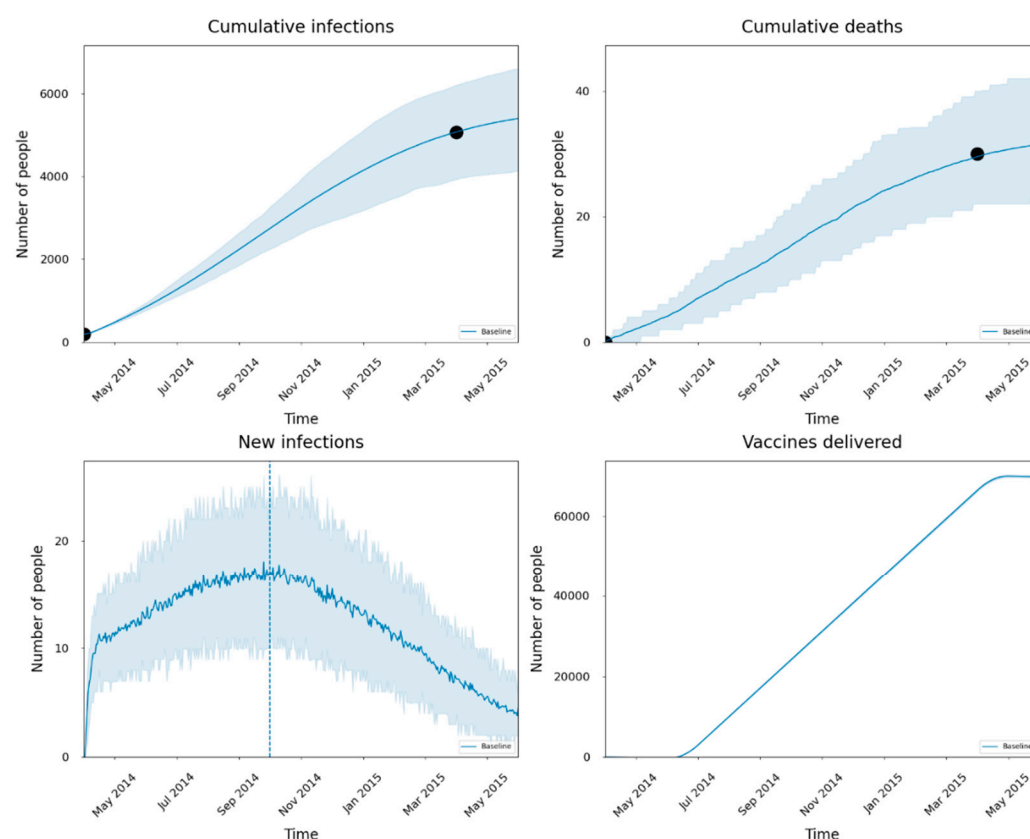 Cumulative infections
Number of people
6000
4000
2000
0
Baseline
May 2014
Jul 2014
Sep 2014
Nov 2014
Jan 2015
Mar 2015
May 2015
Time
Cumulative deaths
Number of people
40
20
0
Baseline
May 2014
Jul 2014
Sep 2014
Nov 2014
Jan 2015
Mar 2015
May 2015
Time
New infections
Number of people
20
10
0
Baseline
May 2014
Jul 2014
Sep 2014
Nov 2014
Jan 2015
Mar 2015
May 2015
Time
Vaccines delivered
Number of people
60000
40000
20000
0
Baseline
May 2014
Jul 2014
Sep 2014
Nov 2014
Jan 2015
Mar 2015
May 2015
Time